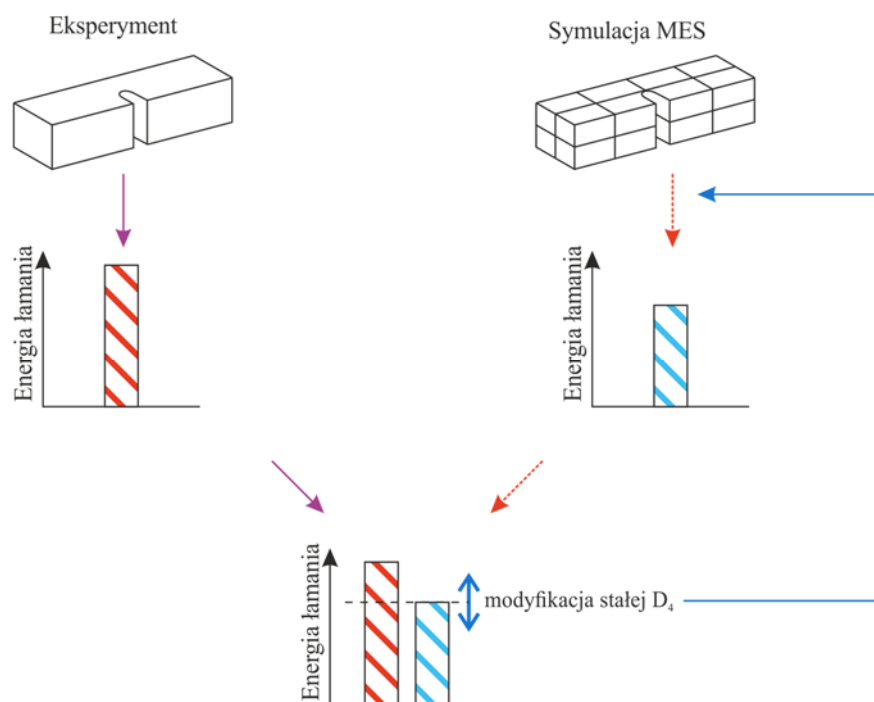 Eksperyment
Symulacja MES
Energia łamania
Energia łamania
Energia łamania
modyfikacja stałej D₄